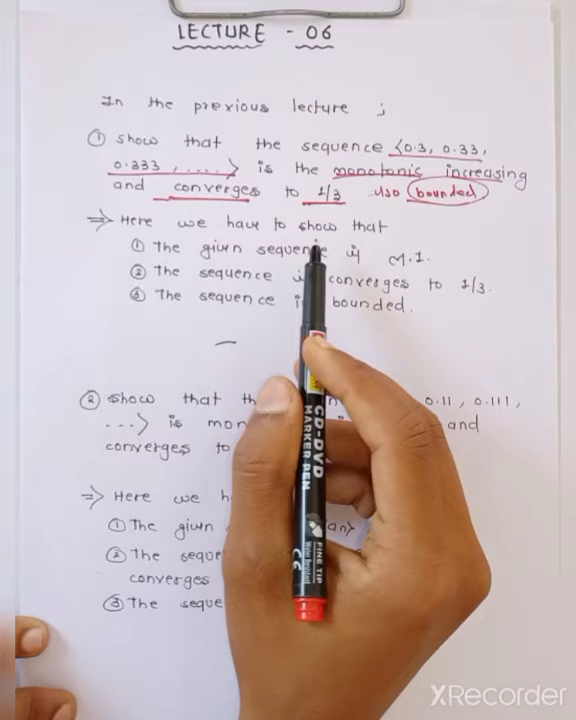 LECTURE - 06
In the previous lecture ;
① Show that the sequence <0.3, 0.33,
0.333, ....> is the monotonic increasing
and converges to 1/3 also bounded
⇒ Here we have to show that
① The given sequence is M.I.
② The sequence is converges to 1/3.
③ The sequence is bounded.
② Show that th 0.11, 0.111,
...> is mon and
converges to
⇒ Here we h
① The given
② The seque
converges
③ The seque
CD-DVD
MARKER PEN
FINE TIP
CE
XRecorder